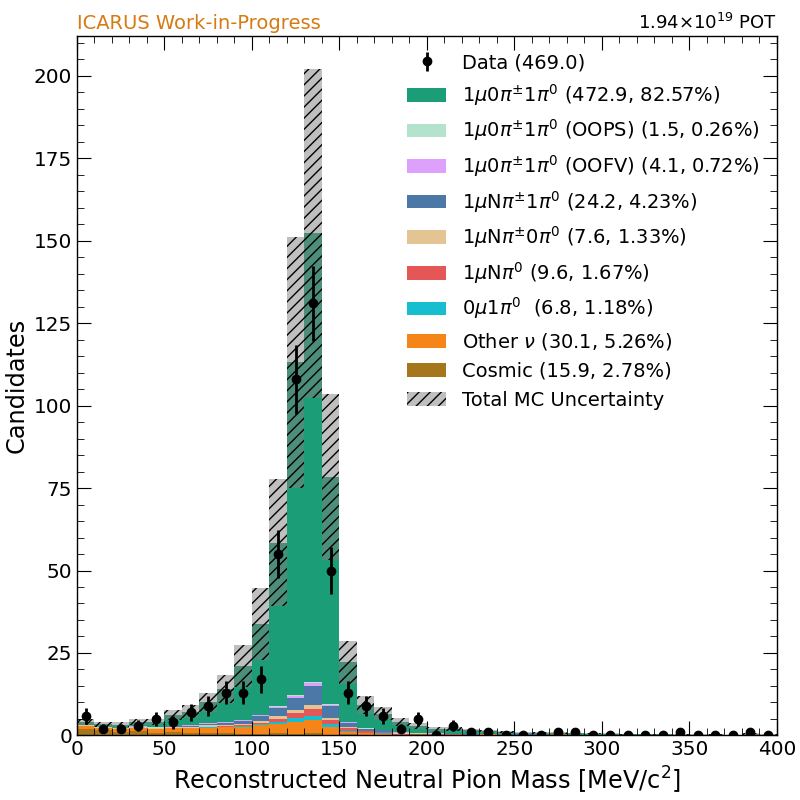 ICARUS Work-in-Progress 1.94×10¹⁹ POT
Data (469.0)
1μ0π±1π⁰ (472.9, 82.57%)
1μ0π±1π⁰ (OOPS) (1.5, 0.26%)
1μ0π±1π⁰ (OOFV) (4.1, 0.72%)
1μNπ±1π⁰ (24.2, 4.23%)
1μNπ±0π⁰ (7.6, 1.33%)
1μNπ⁰ (9.6, 1.67%)
0μ1π⁰ (6.8, 1.18%)
Other ν (30.1, 5.26%)
Cosmic (15.9, 2.78%)
Total MC Uncertainty
Candidates
200
175
150
125
100
75
50
25
0
0 50 100 150 200 250 300 350 400
Reconstructed Neutral Pion Mass [MeV/c²]